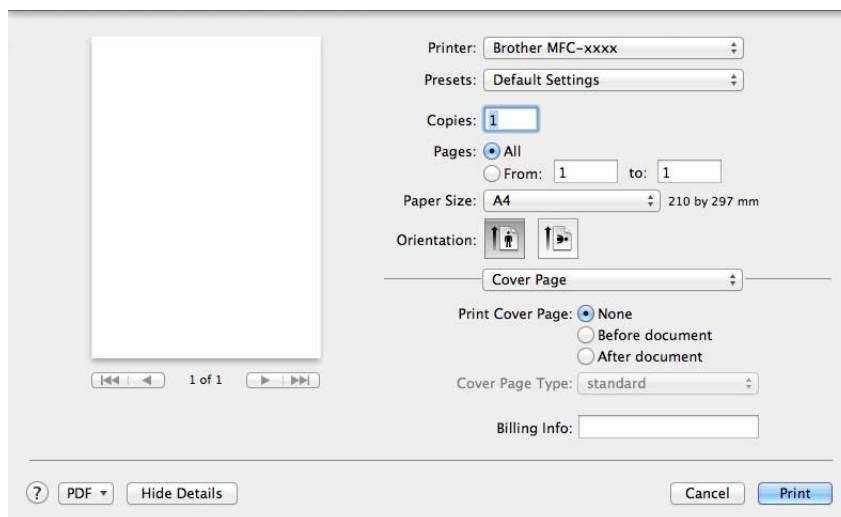 Printer: Brother MFC-xxxx
Presets: Default Settings
Copies: 1
Pages: All
From: 1 to: 1
Paper Size: A4 210 by 297 mm
Orientation:
Cover Page
Print Cover Page: None
Before document
After document
1 of 1
Cover Page Type: standard
Billing Info:
? PDF Hide Details Cancel Print